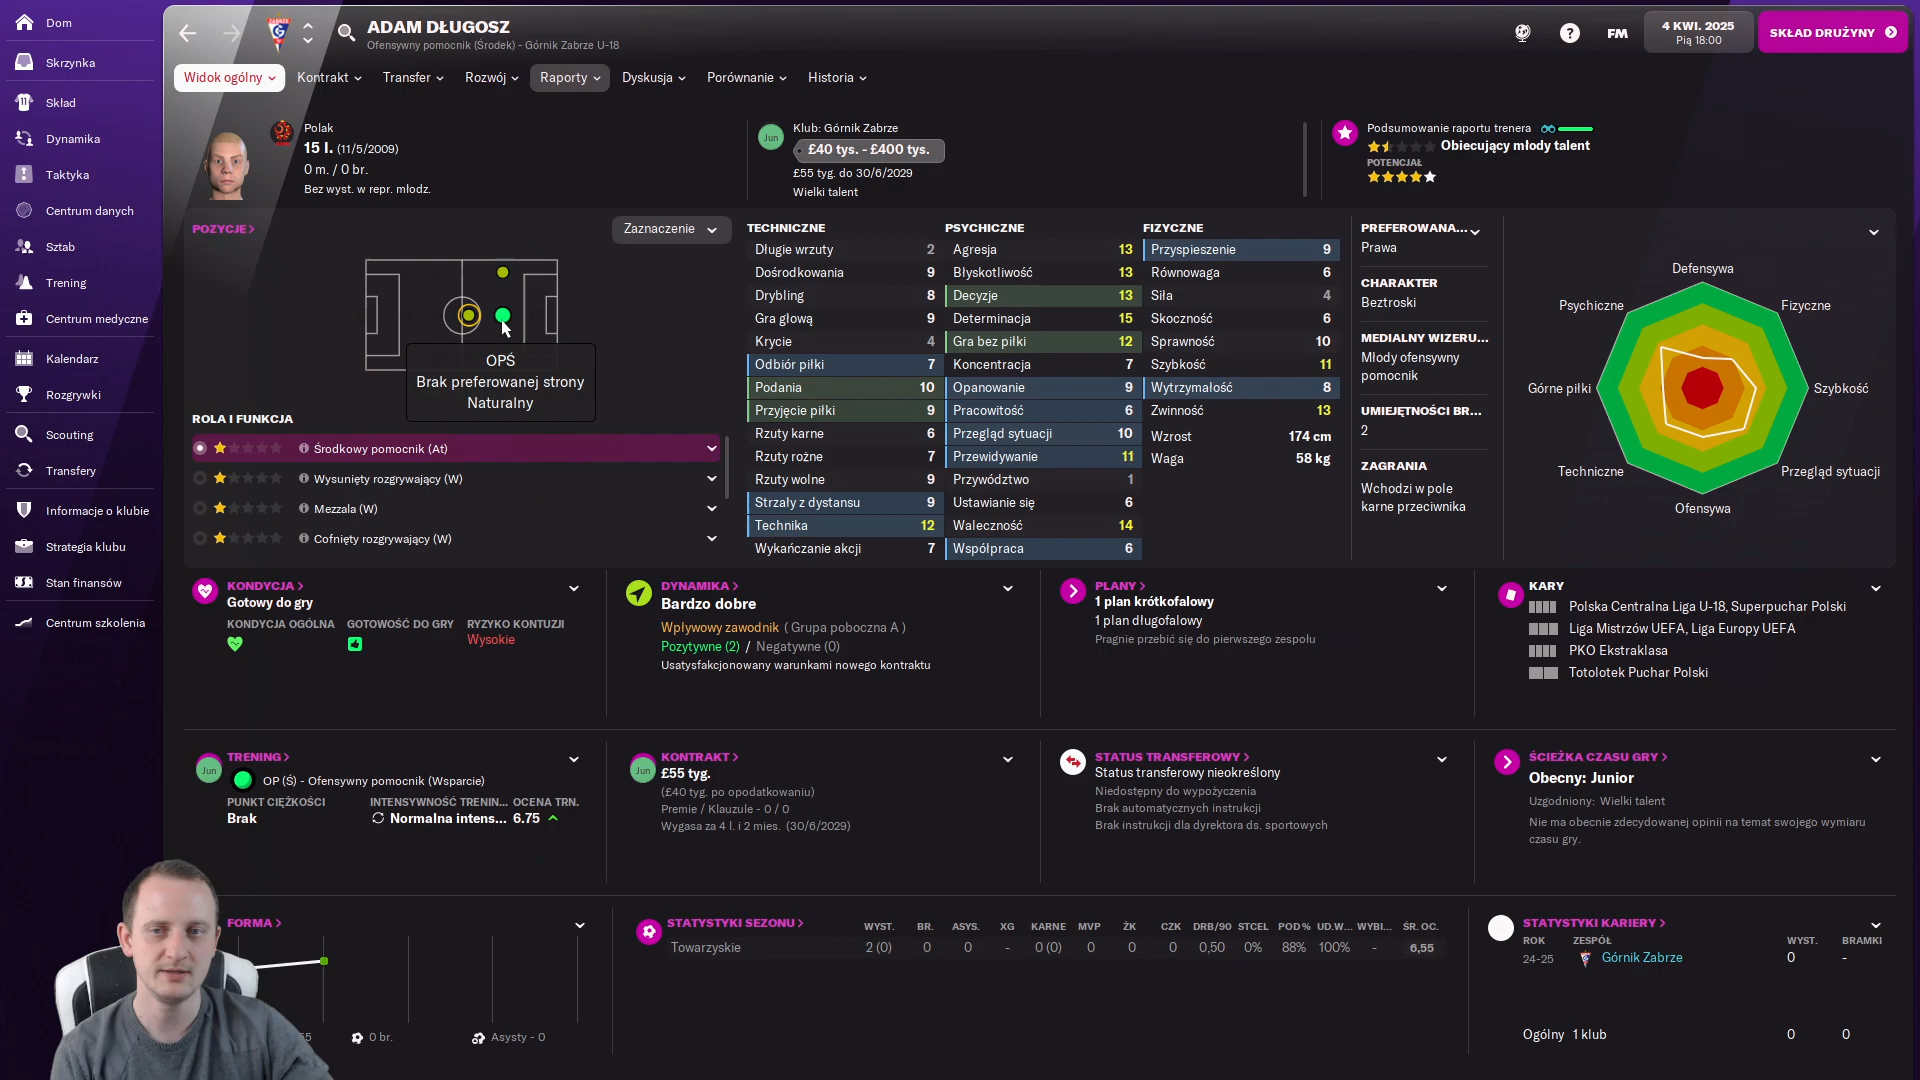 Dom
Skrzynka
Skład
Dynamika
Taktyka
Centrum danych
Sztab
Trening
Centrum medyczne
Kalendarz
Rozgrywki
Scouting
Transfery
Informacje o klubie
Strategia klubu
Stan finansów
Centrum szkolenia
ADAM DŁUGOSZ
Ofensywny pomocnik (Środek) - Górnik Zabrze U-18
FM
4 KWI. 2025
Pią 18:00
SKŁAD DRUŻYNY
Widok ogólny
Kontrakt
Transfer
Rozwój
Raporty
Dyskusja
Porównanie
Historia
Polak
15 l. (11/5/2009)
0 m. / 0 br.
Bez wyst. w repr. młodz.
Jun
Klub: Górnik Zabrze
£40 tys. - £400 tys.
£55 tyg. do 30/6/2029
Wielki talent
Podsumowanie raportu trenera
Obiecujący młody talent
POTENCJAŁ
POZYCJE >
Zaznaczenie
OPŚ
Brak preferowanej strony
Naturalny
ROLA I FUNKCJA
Środkowy pomocnik (At)
Wysunięty rozgrywający (W)
Mezzala (W)
Cofnięty rozgrywający (W)
TECHNICZNE
Długie wrzuty 2
Dośrodkowania 9
Drybling 8
Gra głową 9
Krycie 4
Odbiór piłki 7
Podania 10
Przyjęcie piłki 9
Rzuty karne 6
Rzuty rożne 7
Rzuty wolne 9
Strzały z dystansu 9
Technika 12
Wykańczanie akcji 7
PSYCHICZNE
Agresja 13
Błyskotliwość 13
Decyzje 13
Determinacja 15
Gra bez piłki 12
Koncentracja 7
Opanowanie 9
Pracowitość 6
Przegląd sytuacji 10
Przewidywanie 11
Przywództwo 1
Ustawianie się 6
Waleczność 14
Współpraca 6
FIZYCZNE
Przyspieszenie 9
Równowaga 6
Siła 4
Skoczność 6
Sprawność 10
Szybkość 11
Wytrzymałość 8
Zwinność 13
Wzrost 174 cm
Waga 58 kg
PREFEROWANA...
Prawa
CHARAKTER
Beztroski
MEDIALNY WIZERU...
Młody ofensywny
pomocnik
UMIEJĘTNOŚCI BR...
2
ZAGRANIA
Wchodzi w pole
karne przeciwnika
Defensywa
Psychiczne
Fizyczne
Górne piłki
Szybkość
Techniczne
Przegląd sytuacji
Ofensywa
KONDYCJA >
Gotowy do gry
KONDYCJA OGÓLNA
GOTOWOŚĆ DO GRY
RYZYKO KONTUZJI
Wysokie
DYNAMIKA >
Bardzo dobre
Wpływowy zawodnik ( Grupa poboczna A )
Pozytywne (2) / Negatywne (0)
Usatysfakcjonowany warunkami nowego kontraktu
PLANY >
1 plan krótkofalowy
1 plan długofalowy
Pragnie przebić się do pierwszego zespołu
KARY
Polska Centralna Liga U-18, Superpuchar Polski
Liga Mistrzów UEFA, Liga Europy UEFA
PKO Ekstraklasa
Totolotek Puchar Polski
Jun
TRENING >
OP (Ś) - Ofensywny pomocnik (Wsparcie)
PUNKT CIĘŻKOŚCI
INTENSYWNOŚĆ TRENIN...
OCENA TRN.
Brak
Normalna intens...
6.75
Jun
KONTRAKT >
£55 tyg.
(£40 tyg. po opodatkowaniu)
Premie / Klauzule - 0 / 0
Wygasa za 4 l. i 2 mies. (30/6/2029)
STATUS TRANSFEROWY >
Status transferowy nieokreślony
Niedostępny do wypożyczenia
Brak automatycznych instrukcji
Brak instrukcji dla dyrektora ds. sportowych
ŚCIEŻKA CZASU GRY >
Obecny: Junior
Uzgodniony: Wielki talent
Nie ma obecnie zdecydowanej opinii na temat swojego wymiaru
czasu gry.
FORMA >
55
0 br.
Asysty - 0
STATYSTYKI SEZONU >
WYST. BR. ASYS. XG KARNE MVP ŻK CZK DRB/90 STCEL POD% UD.W... WYBI... ŚR. OC.
Towarzyskie 2 (0) 0 0 - 0 (0) 0 0 0 0,50 0% 88% 100% - 6,55
STATYSTYKI KARIERY >
ROK ZESPÓŁ WYST. BRAMKI
24-25 Górnik Zabrze 0 -
Ogólny 1 klub 0 0